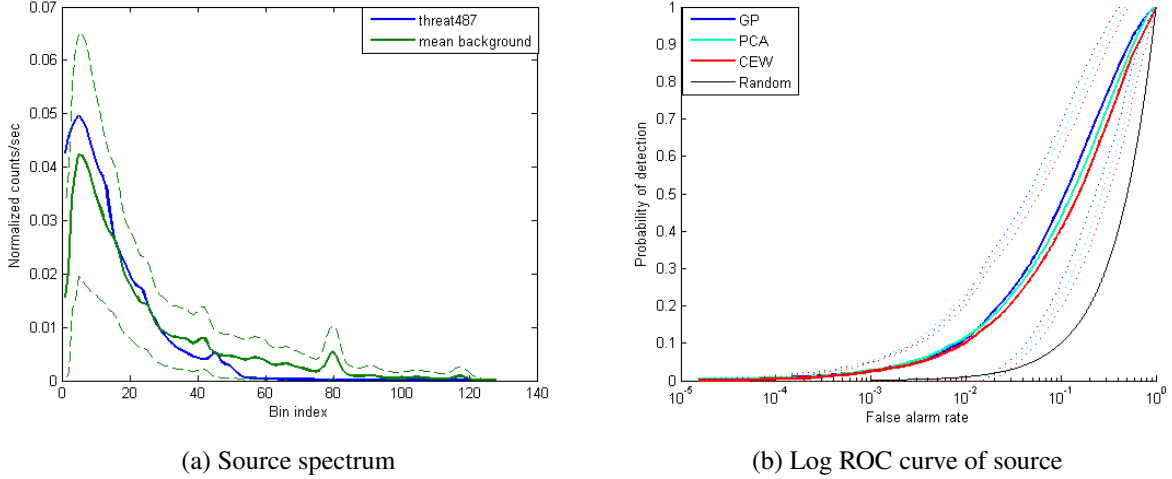 threat487
mean background
0.07
0.06
0.05
0.04
0.03
0.02
0.01
0
Normalized counts/sec
0 20 40 60 80 100 120 140
Bin index
(a) Source spectrum
GP
PCA
CEW
Random
1
0.9
0.8
0.7
0.6
0.5
0.4
0.3
0.2
0.1
0
Probability of detection
10^-5 10^-4 10^-3 10^-2 10^-1 10^0
False alarm rate
(b) Log ROC curve of source